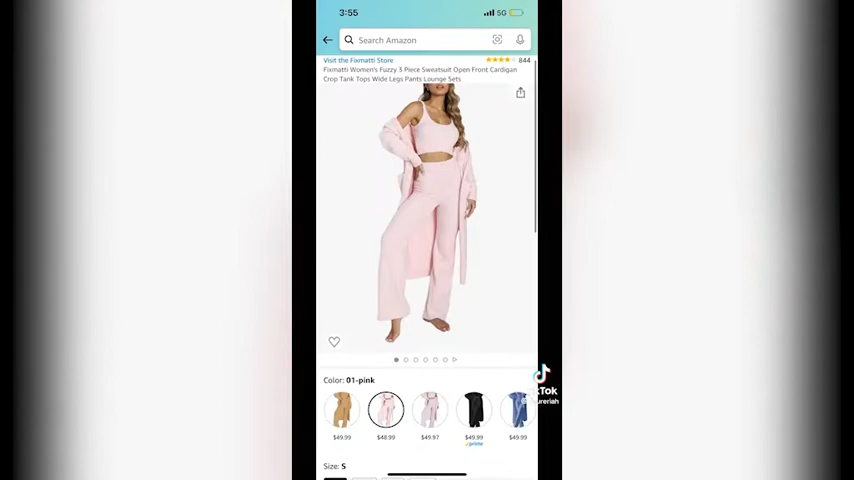 3:55
5G
Search Amazon
Visit the Fixmatti Store
844
Fixmatti Women's Fuzzy 3 Piece Sweatsuit Open Front Cardigan
Crop Tank Tops Wide Legs Pants Lounge Sets
Color: 01-pink
$49.99 $48.99 $49.97 $49.99 $49.99
prime
Size: S